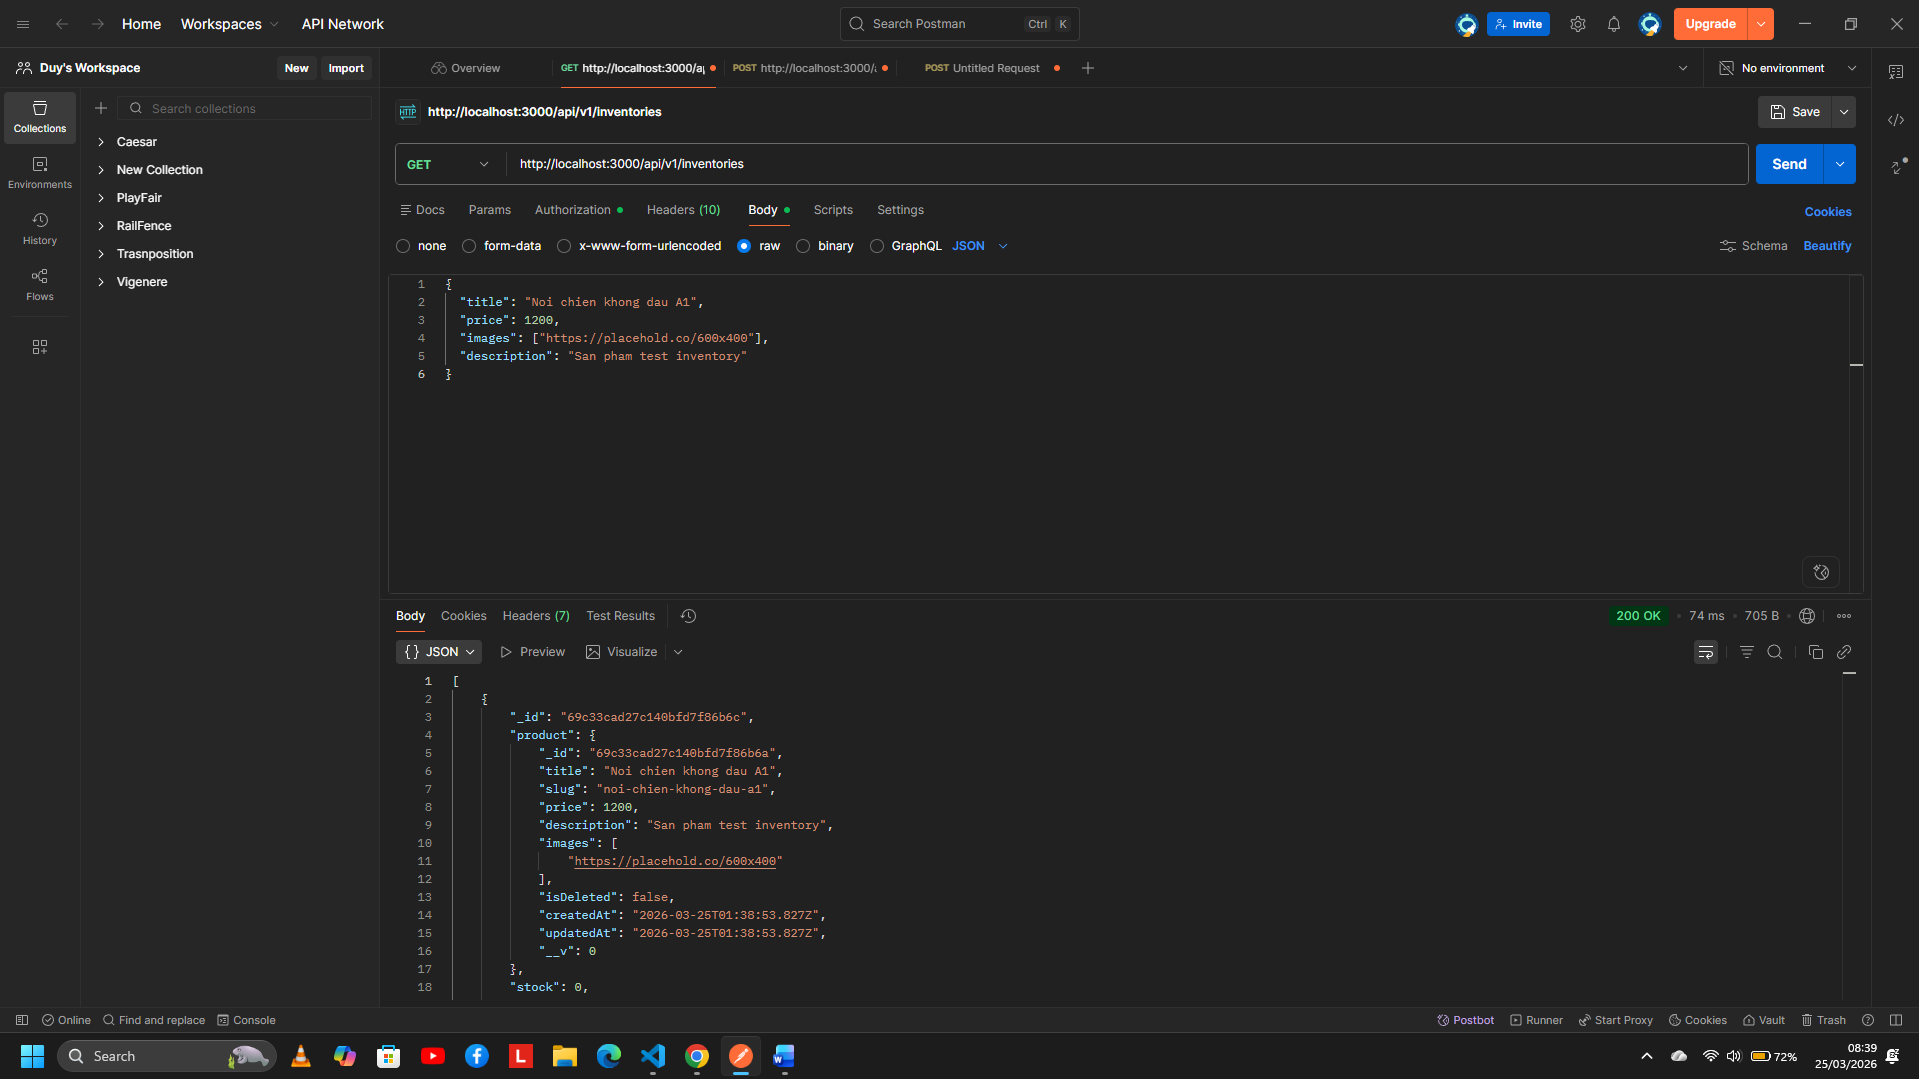 Home
Workspaces
API Network
Search Postman
Ctrl
K
Invite
Upgrade
Duy's Workspace
New
Import
Overview
GET http://localhost:3000/a
POST http://localhost:3000/
POST Untitled Request
No environment
Search collections
Collections
Environments
History
Flows
Caesar
New Collection
PlayFair
RailFence
Trasnposition
Vigenere
HTTP
http://localhost:3000/api/v1/inventories
Save
GET
http://localhost:3000/api/v1/inventories
Send
Docs
Params
Authorization
Headers (10)
Body
Scripts
Settings
Cookies
none
form-data
x-www-form-urlencoded
raw
binary
GraphQL
JSON
Schema
Beautify
1 {
2 "title": "Noi chien khong dau A1",
3 "price": 1200,
4 "images": ["https://placehold.co/600x400"],
5 "description": "San pham test inventory"
6 }
Body
Cookies
Headers (7)
Test Results
200 OK
74 ms
705 B
{} JSON
Preview
Visualize
1 [
2 {
3 "_id": "69c33cad27c140bfd7f86b6c",
4 "product": {
5 "_id": "69c33cad27c140bfd7f86b6a",
6 "title": "Noi chien khong dau A1",
7 "slug": "noi-chien-khong-dau-a1",
8 "price": 1200,
9 "description": "San pham test inventory",
10 "images": [
11 "https://placehold.co/600x400"
12 ],
13 "isDeleted": false,
14 "createdAt": "2026-03-25T01:38:53.827Z",
15 "updatedAt": "2026-03-25T01:38:53.827Z",
16 "__v": 0
17 },
18 "stock": 0,
Online
Find and replace
Console
Postbot
Runner
Start Proxy
Cookies
Vault
Trash
Search
L
W
72%
08:39
25/03/2026